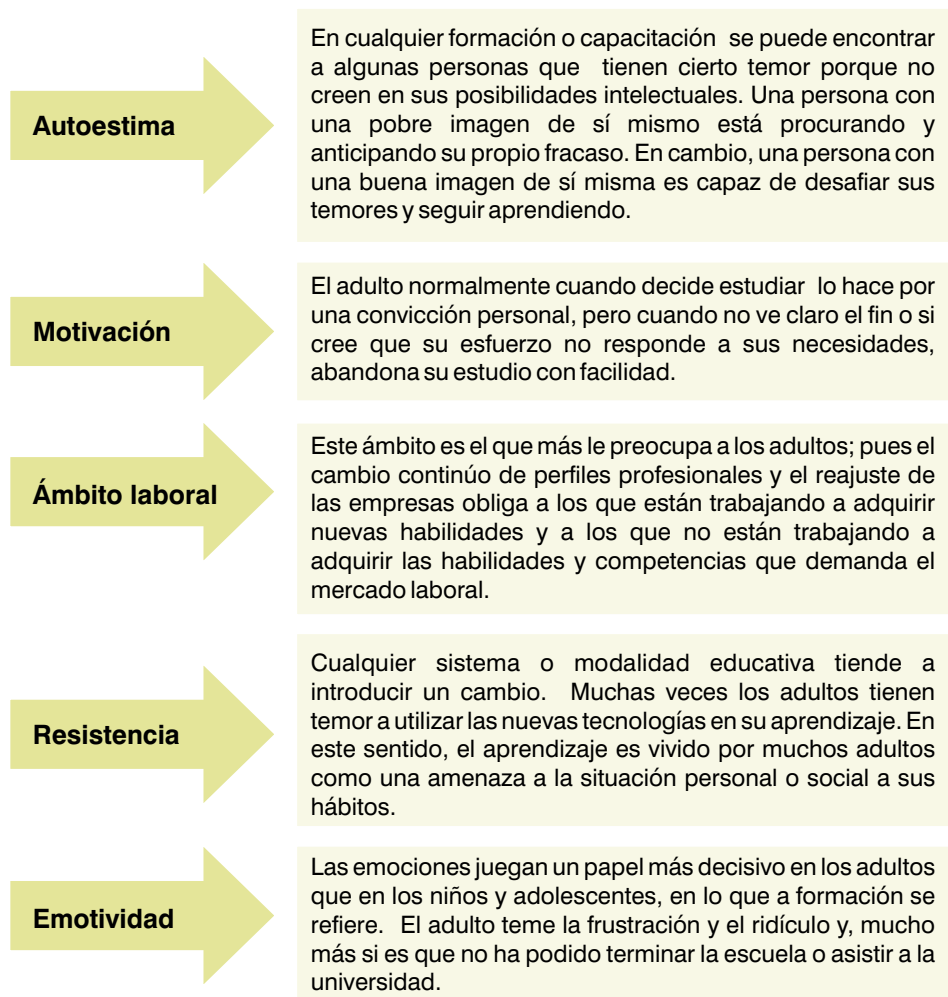 Autoestima
En cualquier formación o capacitación se puede encontrar
a algunas personas que tienen cierto temor porque no
creen en sus posibilidades intelectuales. Una persona con
una pobre imagen de sí mismo está procurando y
anticipando su propio fracaso. En cambio, una persona con
una buena imagen de sí misma es capaz de desafiar sus
temores y seguir aprendiendo.
Motivación
El adulto normalmente cuando decide estudiar lo hace por
una convicción personal, pero cuando no ve claro el fin o si
cree que su esfuerzo no responde a sus necesidades,
abandona su estudio con facilidad.
Ámbito laboral
Este ámbito es el que más le preocupa a los adultos; pues el
cambio continúo de perfiles profesionales y el reajuste de
las empresas obliga a los que están trabajando a adquirir
nuevas habilidades y a los que no están trabajando a
adquirir las habilidades y competencias que demanda el
mercado laboral.
Resistencia
Cualquier sistema o modalidad educativa tiende a
introducir un cambio. Muchas veces los adultos tienen
temor a utilizar las nuevas tecnologías en su aprendizaje. En
este sentido, el aprendizaje es vivido por muchos adultos
como una amenaza a la situación personal o social a sus
hábitos.
Emotividad
Las emociones juegan un papel más decisivo en los adultos
que en los niños y adolescentes, en lo que a formación se
refiere. El adulto teme la frustración y el ridículo y, mucho
más si es que no ha podido terminar la escuela o asistir a la
universidad.